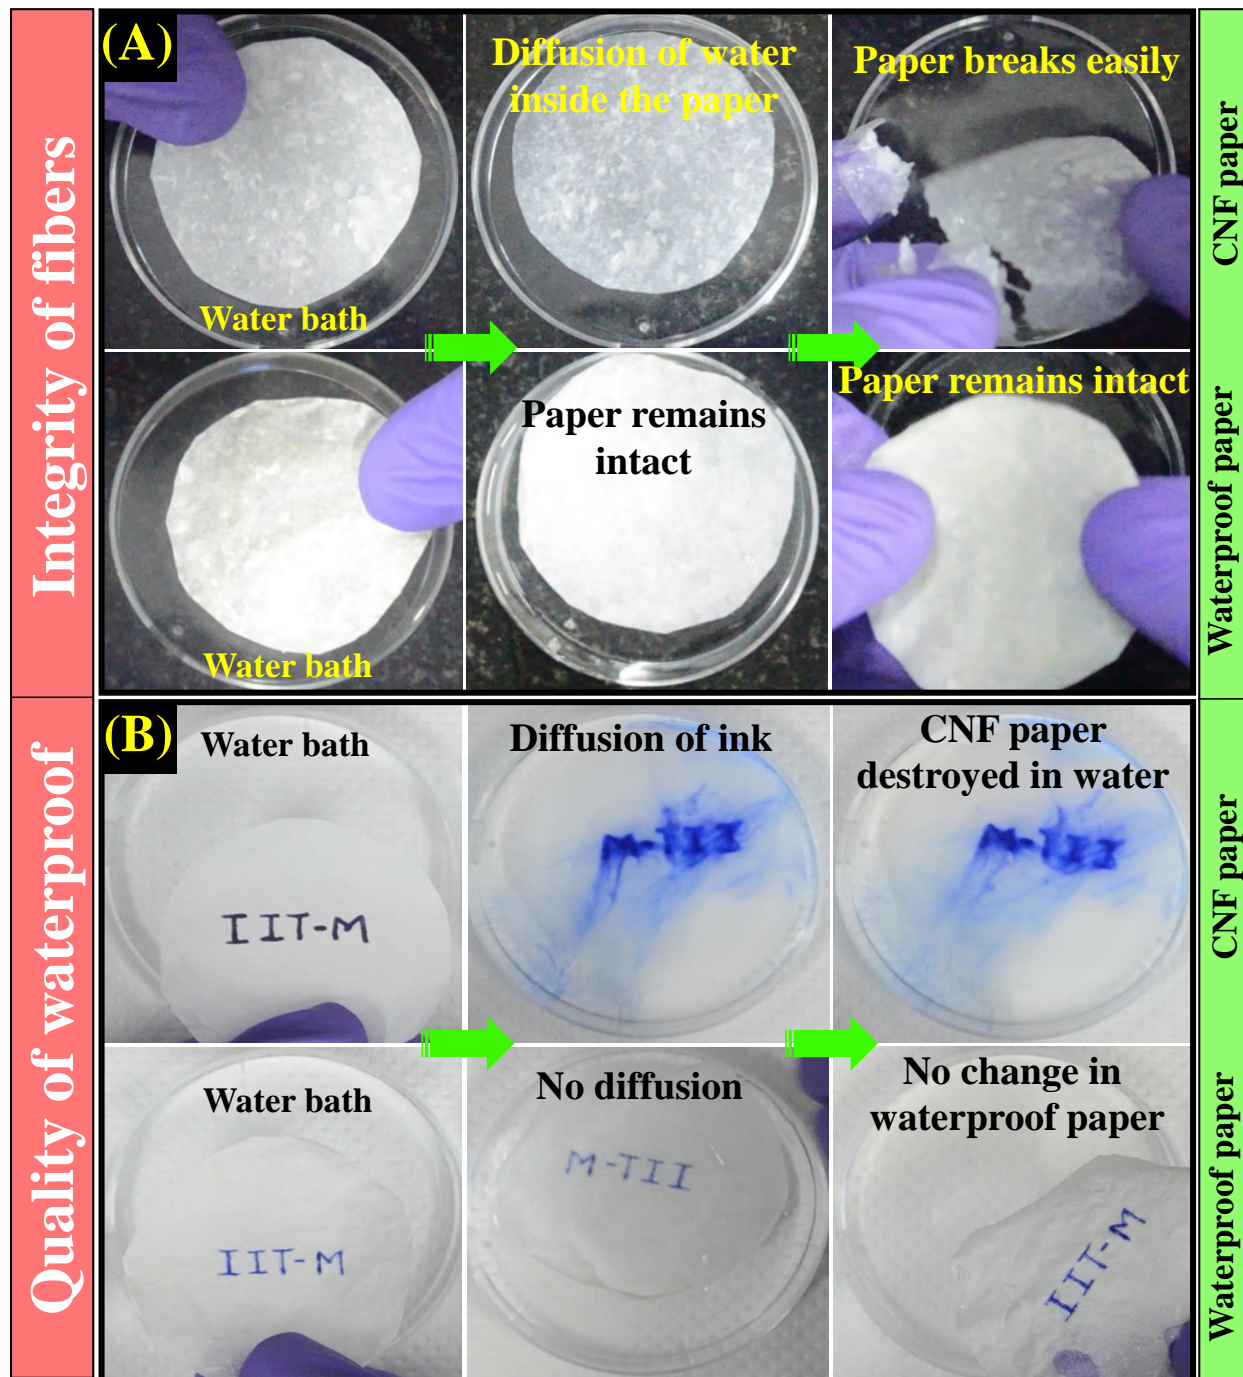 Integrity of fibers
(A)
Water bath
Diffusion of water
inside the paper
Paper breaks easily
CNF paper
Water bath
Paper remains
intact
Paper remains intact
Waterproof paper
Quality of waterproof
(B)
Water bath
IIT-M
Diffusion of ink
CNF paper
destroyed in water
CNF paper
Water bath
IIT-M
No diffusion
IIT-M
No change in
waterproof paper
IIT-M
Waterproof paper